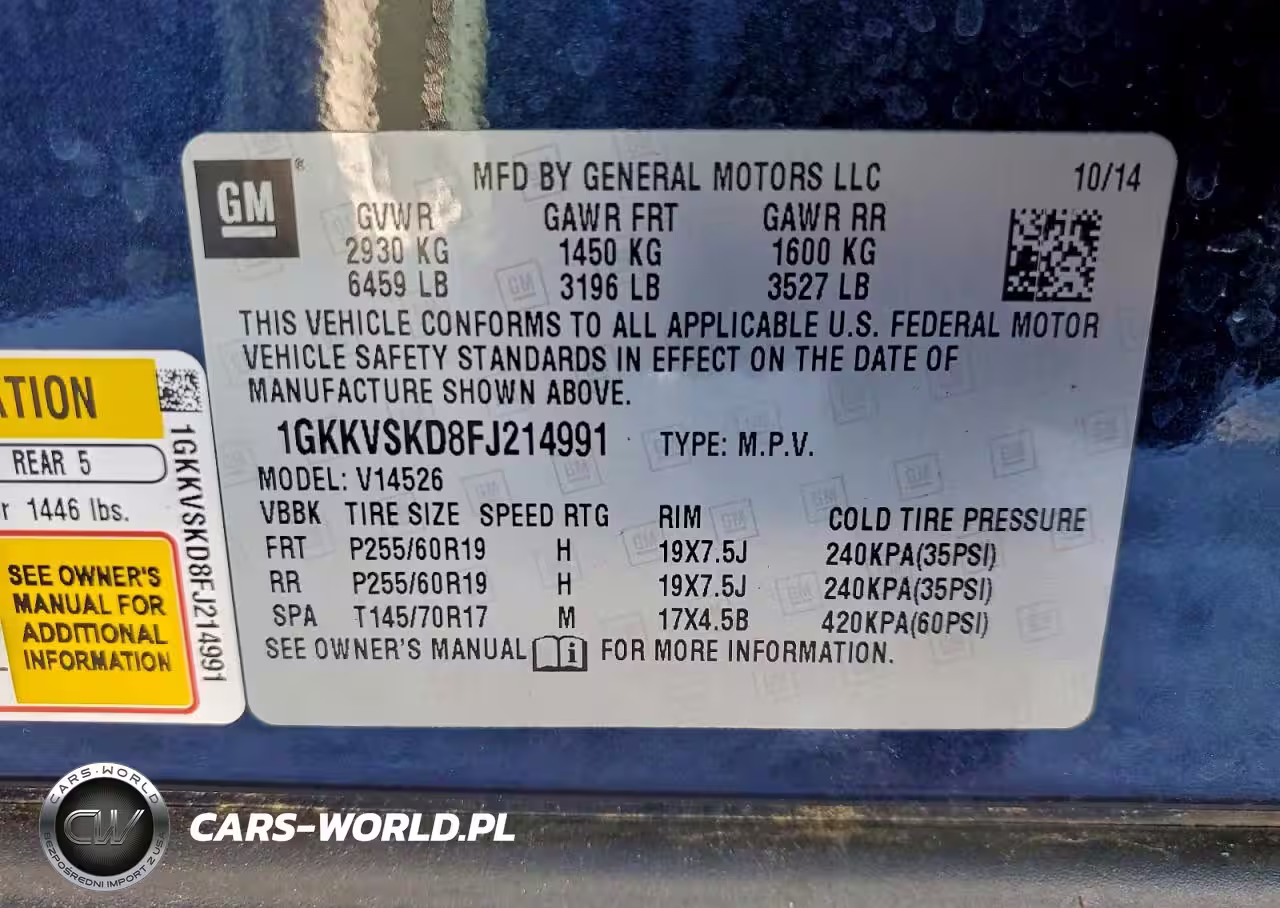 GM
®
MFD BY GENERAL MOTORS LLC 10/14
GVWR GAWR FRT GAWR RR
2930 KG 1450 KG 1600 KG
6459 LB 3196 LB 3527 LB
THIS VEHICLE CONFORMS TO ALL APPLICABLE U.S. FEDERAL MOTOR
VEHICLE SAFETY STANDARDS IN EFFECT ON THE DATE OF
MANUFACTURE SHOWN ABOVE.
1GKKVSKD8FJ214991 TYPE: M.P.V.
MODEL: V14526
VBBK TIRE SIZE SPEED RTG RIM COLD TIRE PRESSURE
FRT P255/60R19 H 19X7.5J 240KPA(35PSI)
RR P255/60R19 H 19X7.5J 240KPA(35PSI)
SPA T145/70R17 M 17X4.5B 420KPA(60PSI)
SEE OWNER'S MANUAL i FOR MORE INFORMATION.
ATION
REAR 5
r 1446 lbs.
SEE OWNER'S
MANUAL FOR
ADDITIONAL
INFORMATION
1GKKVSKD8FJ214991
CARS-WORLD
CW
BEZPOŚREDNI IMPORT Z USA
CARS-WORLD.PL